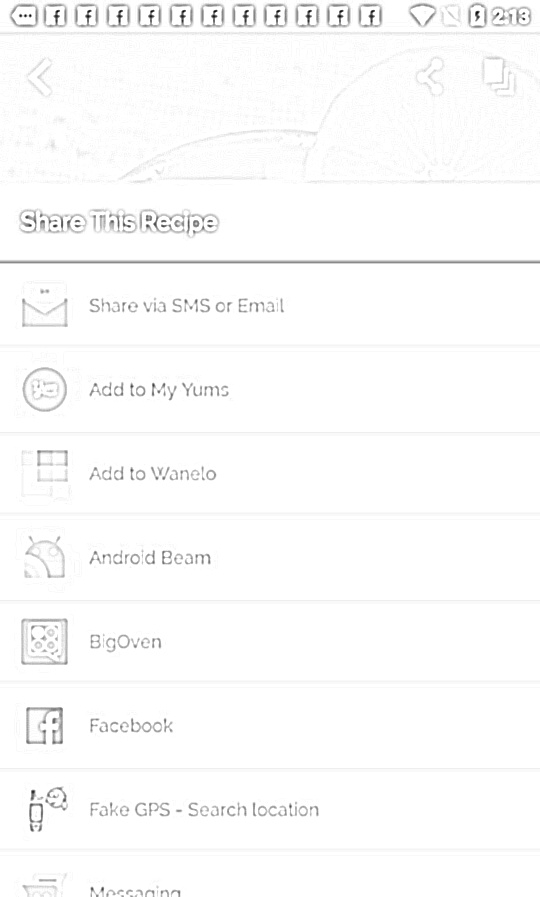 2:13
Share This Recipe
Share via SMS or Email
Add to My Yums
Add to Wanelo
Android Beam
BigOven
Facebook
Fake GPS - Search location
Messaging